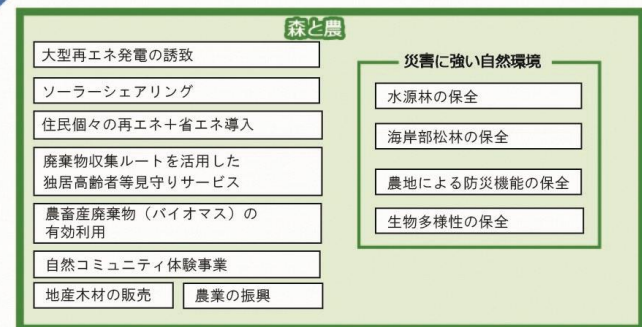 森と農
大型再エネ発電の誘致
ソーラーシェアリング
住民個々の再エネ＋省エネ導入
廃棄物収集ルートを活用した
独居高齢者等見守りサービス
農畜産廃棄物（バイオマス）の
有効利用
自然コミュニティ体験事業
地産木材の販売
農業の振興
災害に強い自然環境
水源林の保全
海岸部松林の保全
農地による防災機能の保全
生物多様性の保全